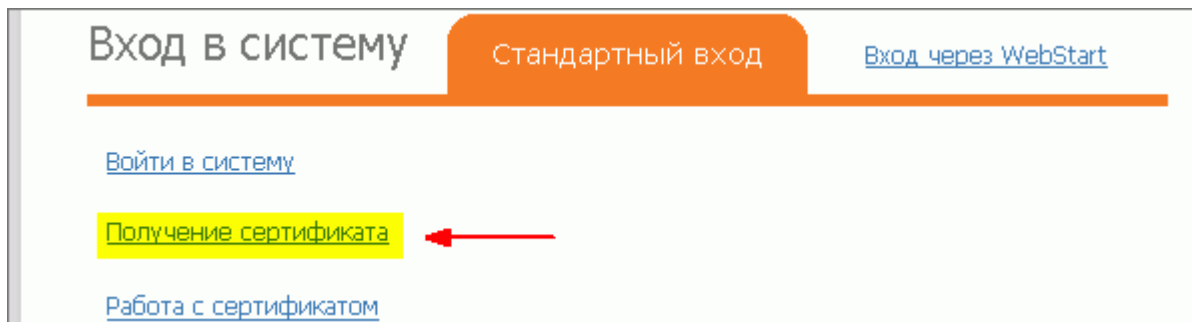 Вход в систему Стандартный вход Вход через WebStart
Войти в систему
Получение сертификата
Работа с сертификатом